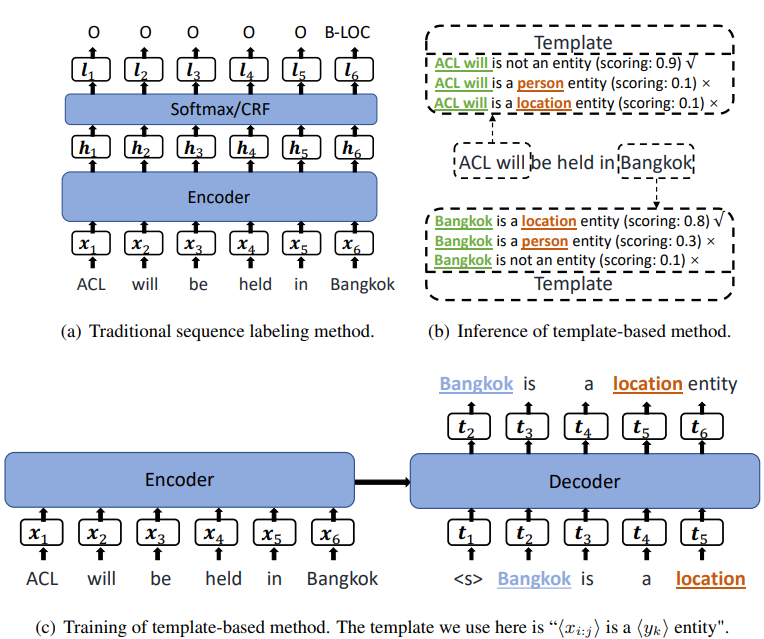 O O O O O B-LOC
l1 l2 l3 l4 l5 l6
Softmax/CRF
h1 h2 h3 h4 h5 h6
Encoder
x1 x2 x3 x4 x5 x6
ACL will be held in Bangkok
(a) Traditional sequence labeling method.
Template
ACL will is not an entity (scoring: 0.9) √
ACL will is a person entity (scoring: 0.1) ×
ACL will is a location entity (scoring: 0.1) ×
ACL will be held in Bangkok
Bangkok is a location entity (scoring: 0.8) √
Bangkok is a person entity (scoring: 0.3) ×
Bangkok is not an entity (scoring: 0.1) ×
Template
(b) Inference of template-based method.
Bangkok is a location entity
t2 t3 t4 t5 t6
Encoder
Decoder
x1 x2 x3 x4 x5 x6
t1 t2 t3 t4 t5
ACL will be held in Bangkok
<s> Bangkok is a location
(c) Training of template-based method. The template we use here is “⟨xi:j⟩ is a ⟨yk⟩ entity".